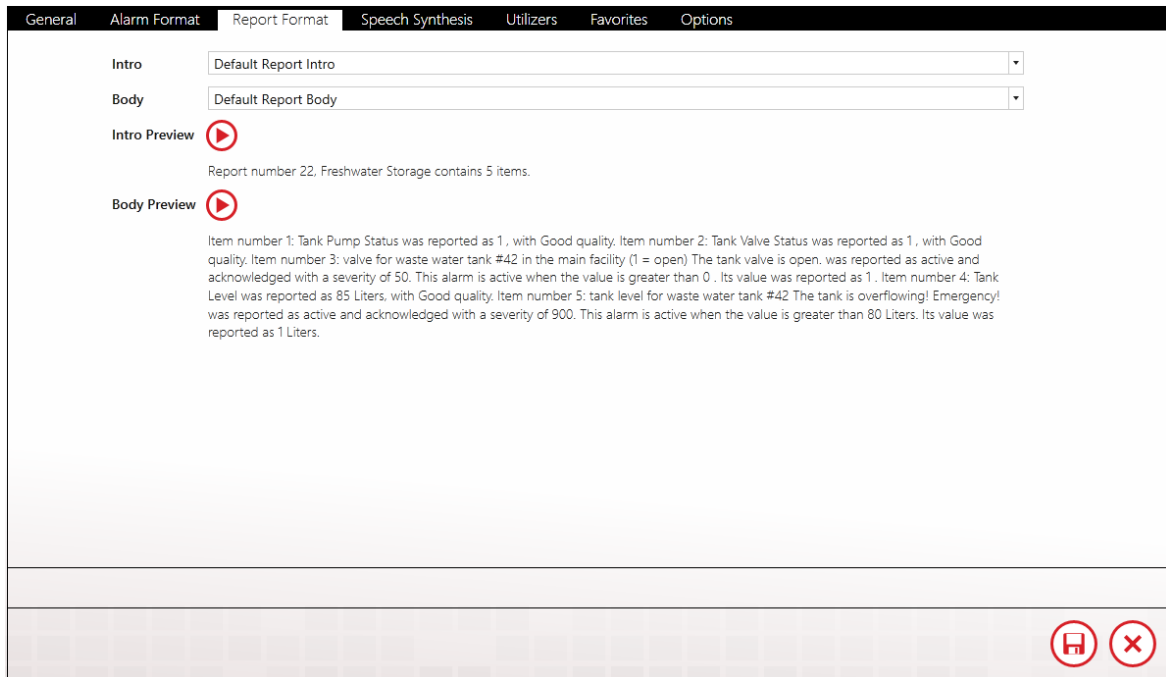 General Alarm Format Report Format Speech Synthesis Utilizers Favorites Options
Intro Default Report Intro
Body Default Report Body
Intro Preview
Report number 22, Freshwater Storage contains 5 items.
Body Preview
Item number 1: Tank Pump Status was reported as 1 , with Good quality. Item number 2: Tank Valve Status was reported as 1 , with Good
quality. Item number 3: valve for waste water tank #42 in the main facility (1 = open) The tank valve is open. was reported as active and
acknowledged with a severity of 50. This alarm is active when the value is greater than 0 . Its value was reported as 1 . Item number 4: Tank
Level was reported as 85 Liters, with Good quality. Item number 5: tank level for waste water tank #42 The tank is overflowing! Emergency!
was reported as active and acknowledged with a severity of 900. This alarm is active when the value is greater than 80 Liters. Its value was
reported as 1 Liters.